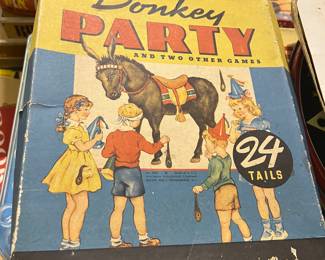 Donkey
PARTY
AND TWO OTHER GAMES
24
TAILS